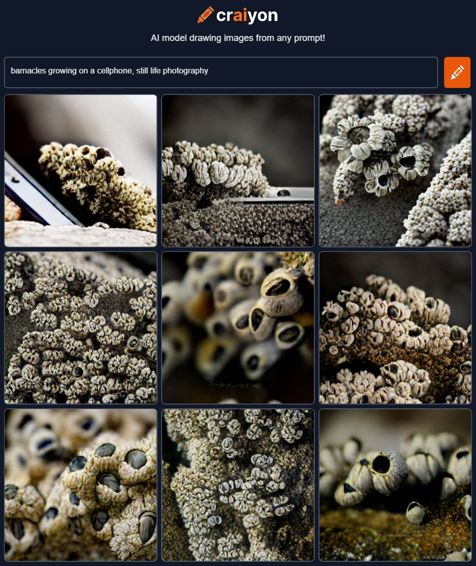 craiyon
AI model drawing images from any prompt!
barnacles growing on a cellphone, still life photography